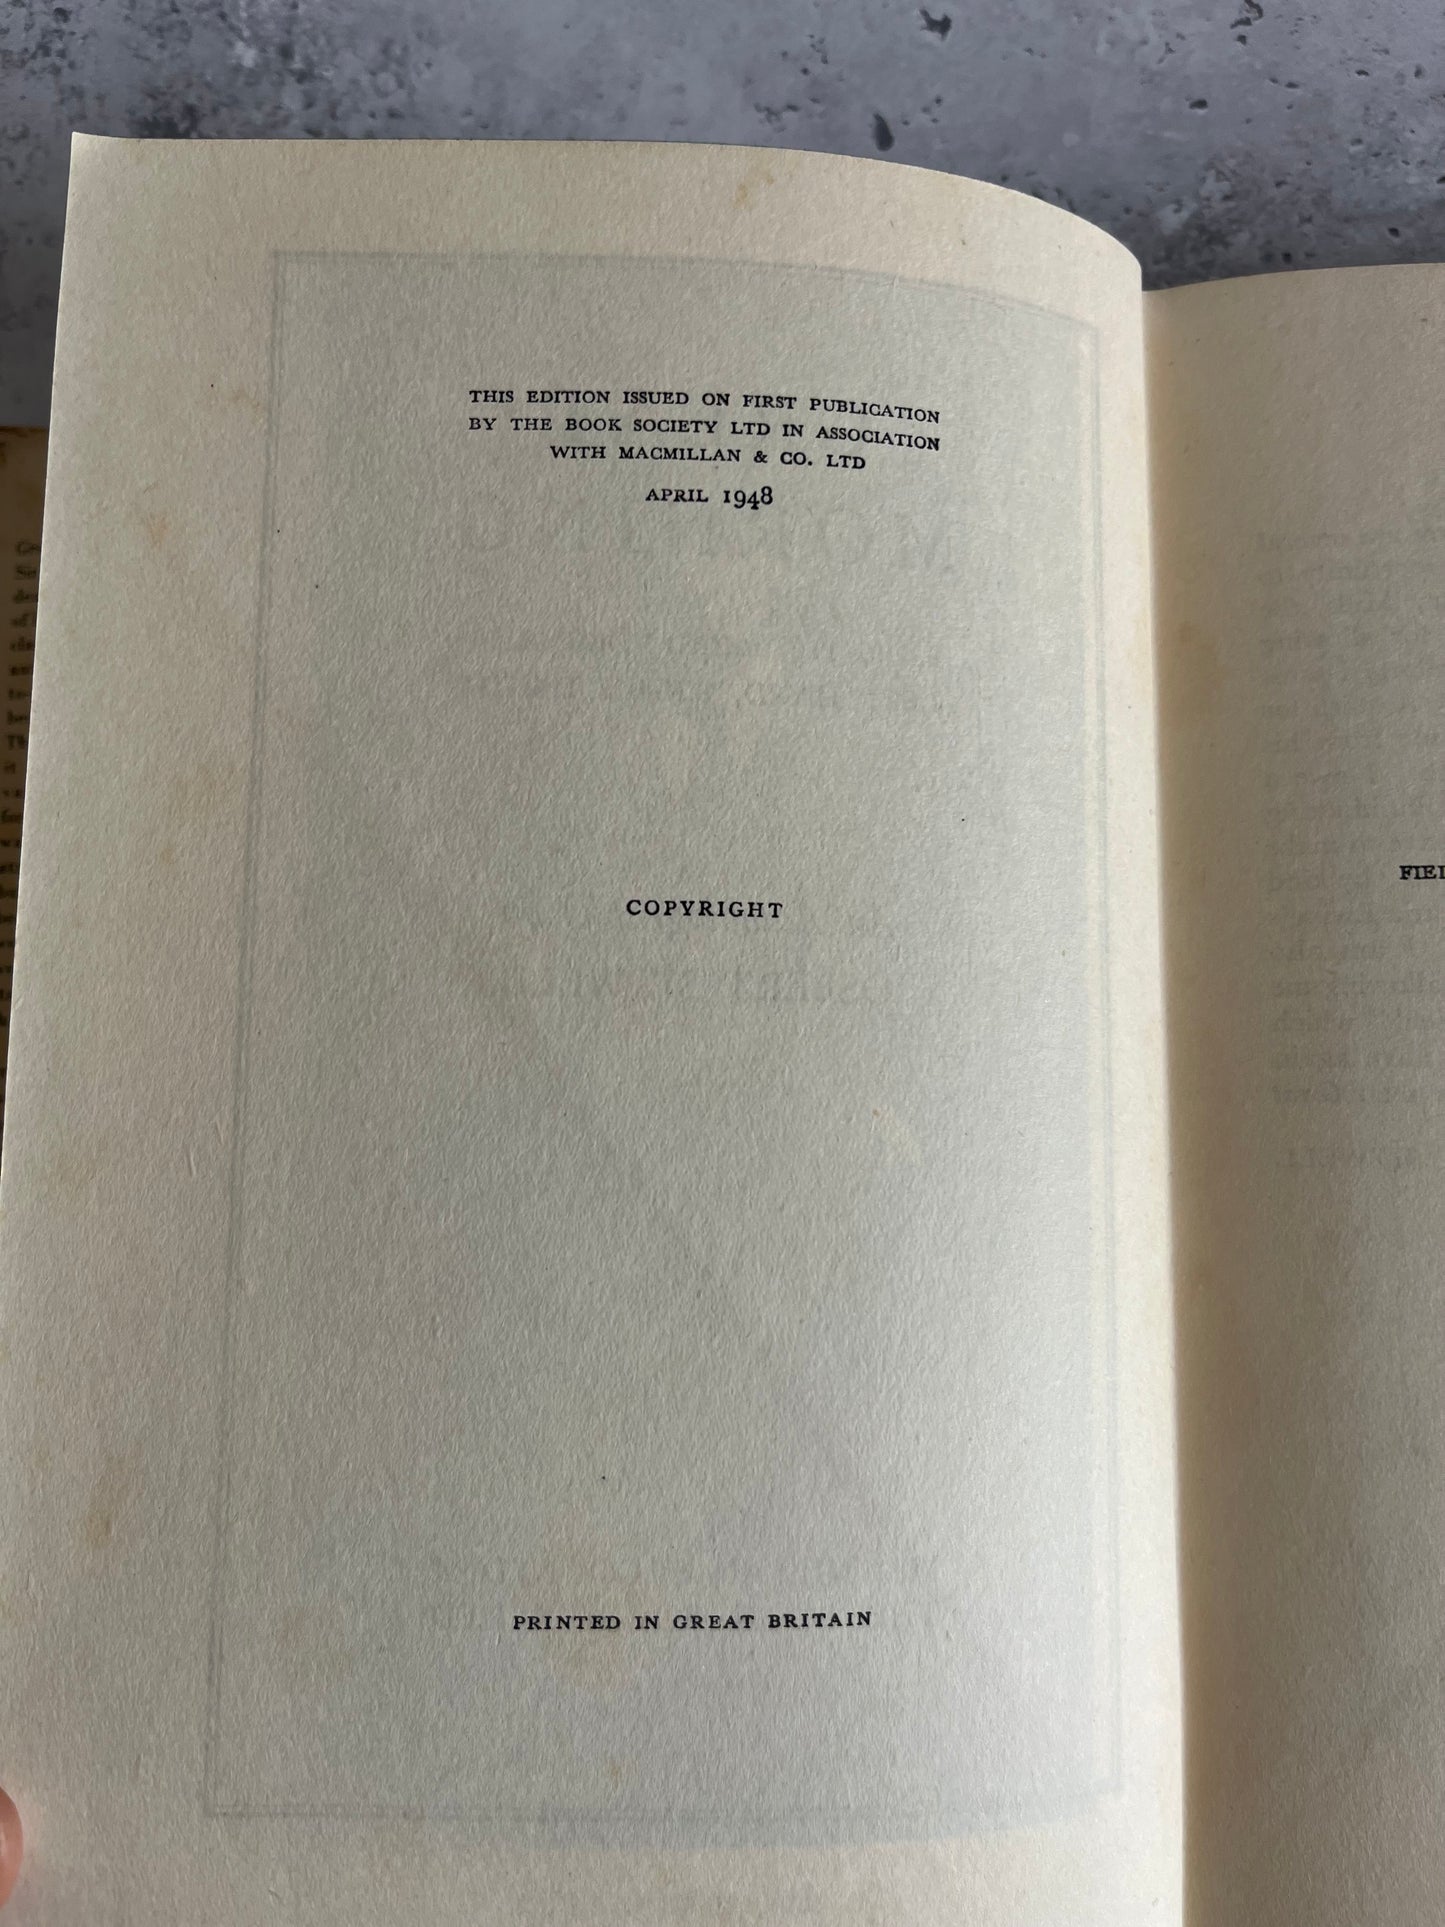 THIS EDITION ISSUED ON FIRST PUBLICATION
BY THE BOOK SOCIETY LTD IN ASSOCIATION
WITH MACMILLAN & CO. LTD
APRIL 1948
COPYRIGHT
PRINTED IN GREAT BRITAIN
FIEL